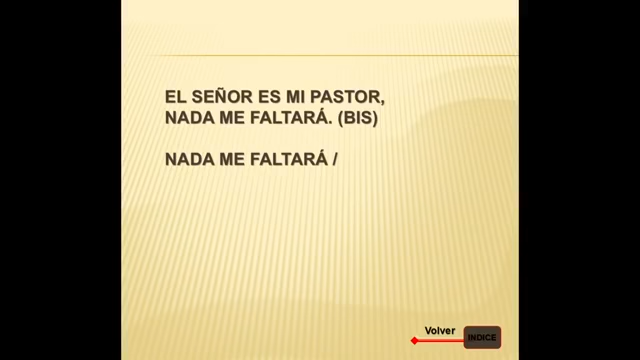 EL SEÑOR ES MI PASTOR,
NADA ME FALTARÁ. (BIS)
NADA ME FALTARÁ /
Volver
INDICE